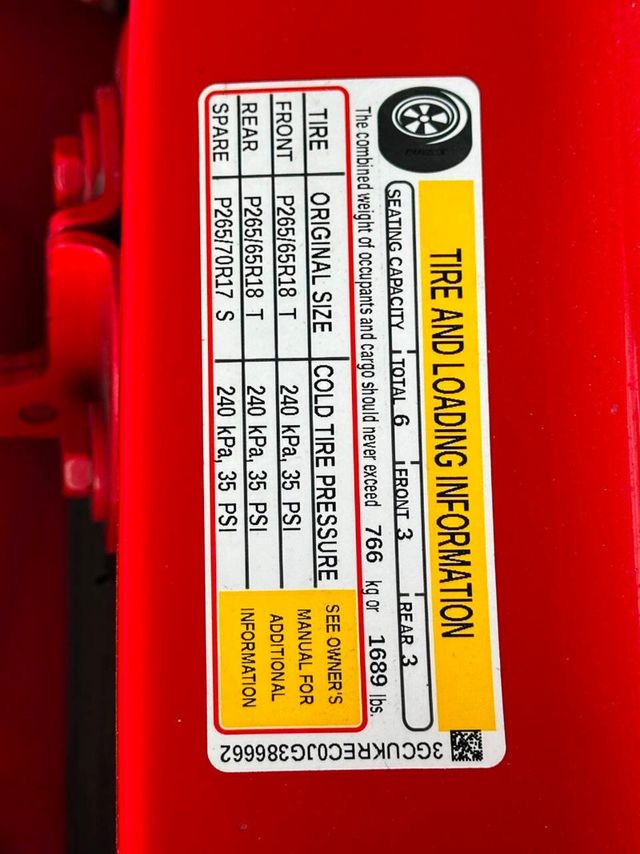 TIRE AND LOADING INFORMATION
SEATING CAPACITY TOTAL 6 FRONT 3 REAR 3
The combined weight of occupants and cargo should never exceed 766 kg or 1689 lbs.
TIRE ORIGINAL SIZE COLD TIRE PRESSURE
FRONT P265/65R18 T 240 kPa, 35 PSI
REAR P265/65R18 T 240 kPa, 35 PSI
SPARE P265/70R17 S 240 kPa, 35 PSI
SEE OWNER'S
MANUAL FOR
ADDITIONAL
INFORMATION
3GCUKREC0JG386662